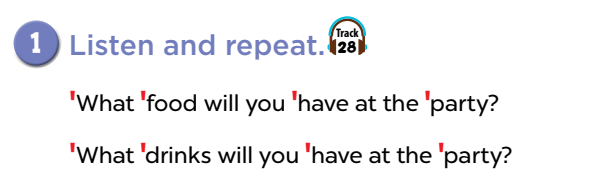 1 Listen and repeat. Track 28
'What 'food will you 'have at the 'party?
'What 'drinks will you 'have at the 'party?